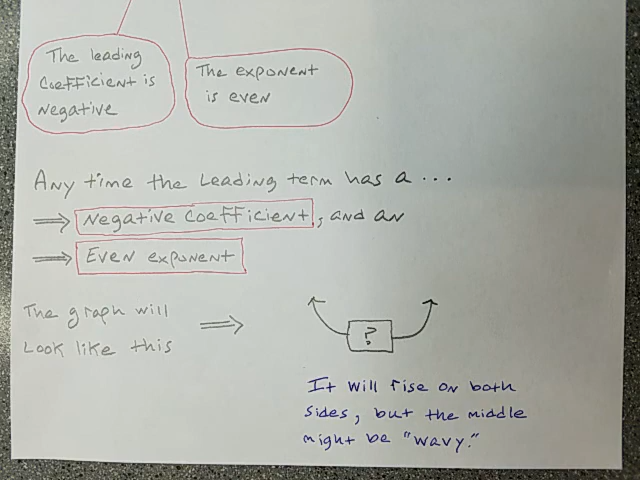 The leading
coefficient is
negative
The exponent
is even
Any time the leading term has a ...
⇒ Negative coefficient, and an
⇒ Even exponent
The graph will
look like this
⇒
?
It will rise on both
sides, but the middle
might be "wavy."